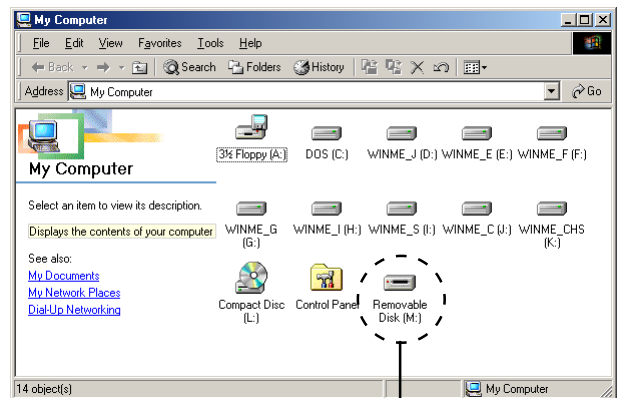 My Computer
File Edit View Favorites Tools Help
Back Search Folders History
Address My Computer Go
My Computer
Select an item to view its description.
Displays the contents of your computer
See also:
My Documents
My Network Places
Dial-Up Networking
3½ Floppy (A:) DOS (C:) WINME_J (D:) WINME_E (E:) WINME_F (F:)
WINME_G (G:) WINME_I (H:) WINME_S (I:) WINME_C (J:) WINME_CHS (K:)
Compact Disc (L:) Control Panel Removable Disk (M:)
14 object(s) My Computer